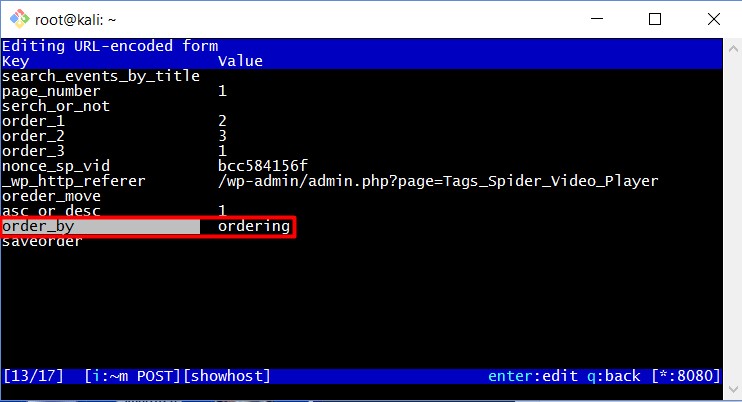 root@kali: ~
Editing URL-encoded form
Key Value
search_events_by_title
page_number 1
serch_or_not
order_1 2
order_2 3
order_3 1
nonce_sp_vid bcc584156f
_wp_http_referer /wp-admin/admin.php?page=Tags_Spider_Video_Player
oreder_move
asc_or_desc 1
order_by ordering
saveorder
[13/17] [i:~m POST][showhost] enter:edit q:back [*:8080]